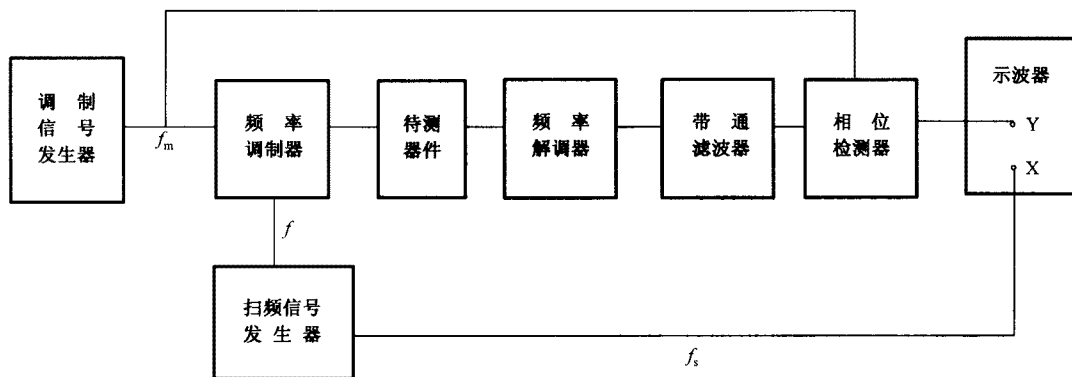 调制
信号
发生器
f_m
频率
调制器
待测
器件
频率
解调器
带通
滤波器
相位
检测器
示波器
Y
X
f
扫频信号
发生器
f_s